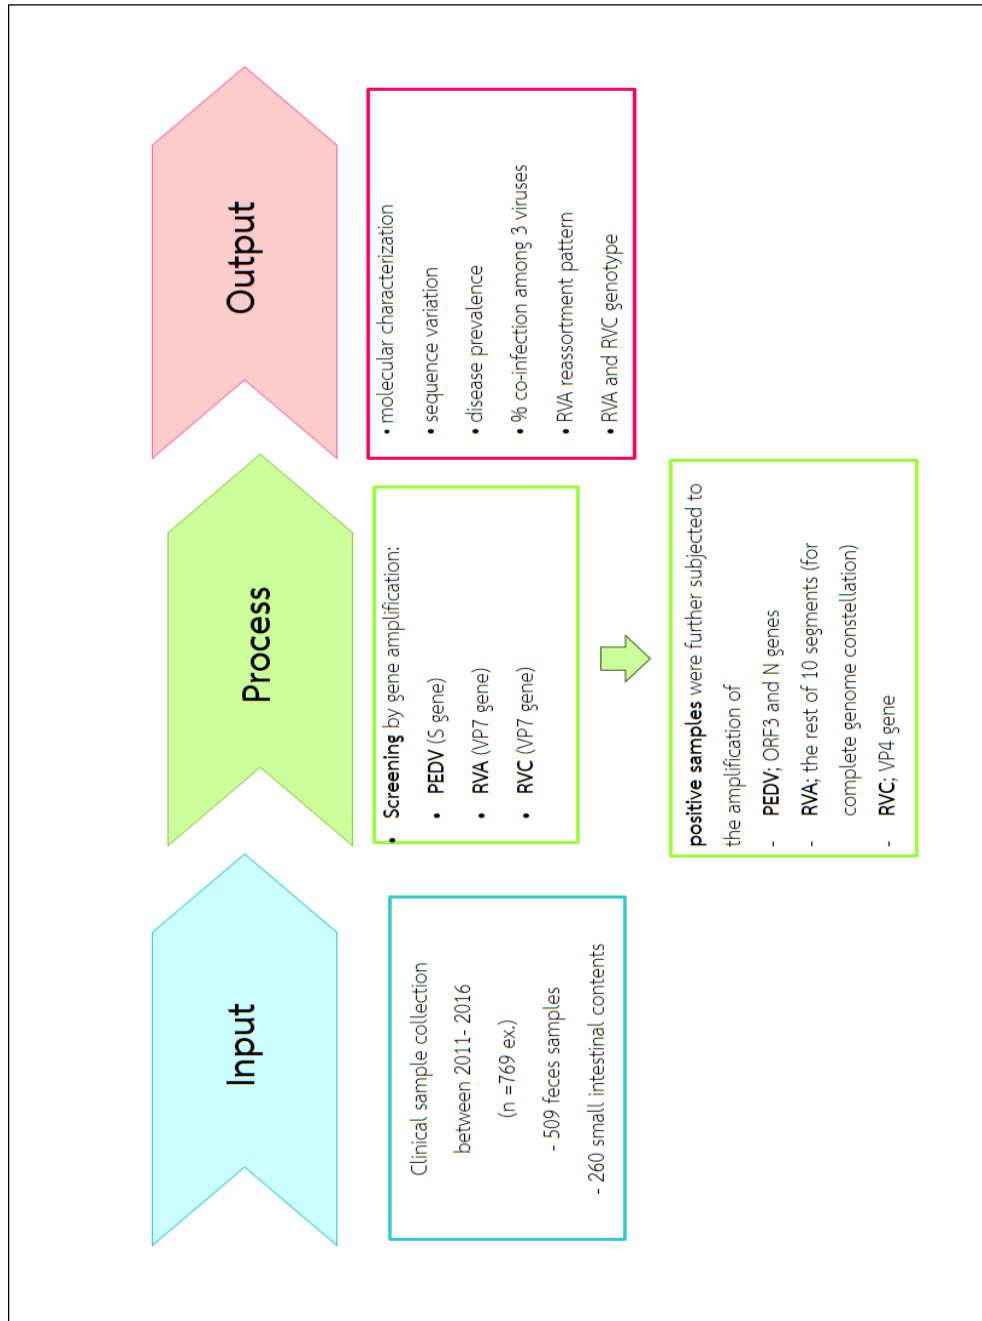 Input
Clinical sample collection
between 2011- 2016
(n =769 ex.)
- 509 feces samples
- 260 small intestinal contents
Process
• Screening by gene amplification:
• PEDV (S gene)
• RVA (VP7 gene)
• RVC (VP7 gene)
positive samples were further subjected to
the amplification of
- PEDV; ORF3 and N genes
- RVA; the rest of 10 segments (for
complete genome constellation)
- RVC; VP4 gene
Output
• molecular characterization
• sequence variation
• disease prevalence
• % co-infection among 3 viruses
• RVA reassortment pattern
• RVA and RVC genotype